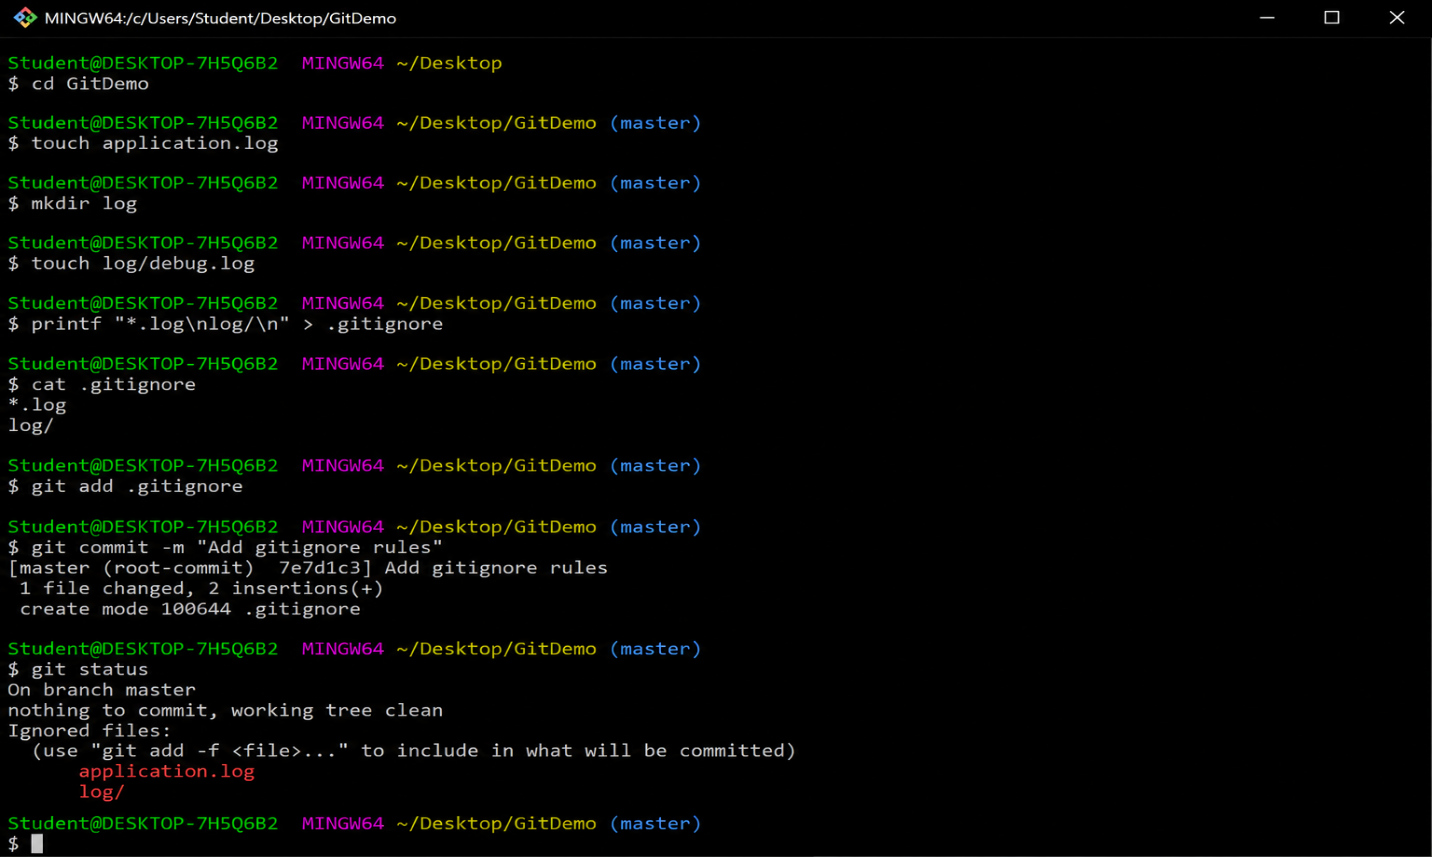 MINGW64:/c/Users/Student/Desktop/GitDemo
Student@DESKTOP-7H5Q6B2 MINGW64 ~/Desktop
$ cd GitDemo
Student@DESKTOP-7H5Q6B2 MINGW64 ~/Desktop/GitDemo (master)
$ touch application.log
Student@DESKTOP-7H5Q6B2 MINGW64 ~/Desktop/GitDemo (master)
$ mkdir log
Student@DESKTOP-7H5Q6B2 MINGW64 ~/Desktop/GitDemo (master)
$ touch log/debug.log
Student@DESKTOP-7H5Q6B2 MINGW64 ~/Desktop/GitDemo (master)
$ printf "*.log\nlog/\n" > .gitignore
Student@DESKTOP-7H5Q6B2 MINGW64 ~/Desktop/GitDemo (master)
$ cat .gitignore
*.log
log/
Student@DESKTOP-7H5Q6B2 MINGW64 ~/Desktop/GitDemo (master)
$ git add .gitignore
Student@DESKTOP-7H5Q6B2 MINGW64 ~/Desktop/GitDemo (master)
$ git commit -m "Add gitignore rules"
[master (root-commit) 7e7d1c3] Add gitignore rules
1 file changed, 2 insertions(+)
create mode 100644 .gitignore
Student@DESKTOP-7H5Q6B2 MINGW64 ~/Desktop/GitDemo (master)
$ git status
On branch master
nothing to commit, working tree clean
Ignored files:
(use "git add -f <file>..." to include in what will be committed)
application.log
log/
Student@DESKTOP-7H5Q6B2 MINGW64 ~/Desktop/GitDemo (master)
$